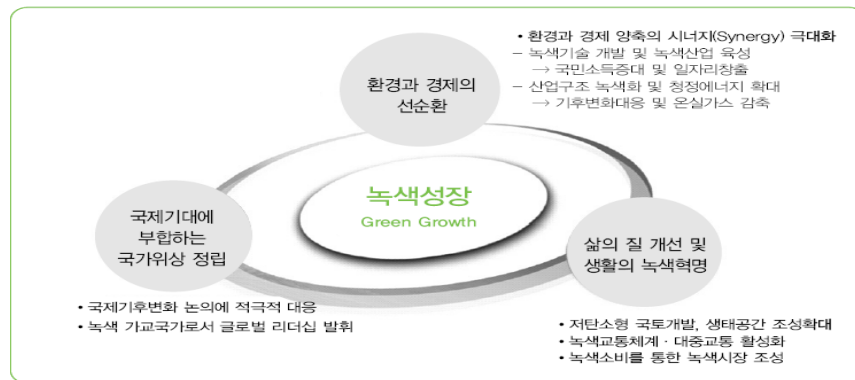 • 환경과 경제 양축의 시너지(Synergy) 극대화
– 녹색기술 개발 및 녹색산업 육성
→ 국민소득증대 및 일자리창출
– 산업구조 녹색화 및 청정에너지 확대
→ 기후변화대응 및 온실가스 감축
환경과 경제의
선순환
녹색성장
Green Growth
국제기대에
부합하는
국가위상 정립
• 국제기후변화 논의에 적극적 대응
• 녹색 가교국가로서 글로벌 리더십 발휘
삶의 질 개선 및
생활의 녹색혁명
• 저탄소형 국토개발, 생태공간 조성확대
• 녹색교통체계 · 대중교통 활성화
• 녹색소비를 통한 녹색시장 조성